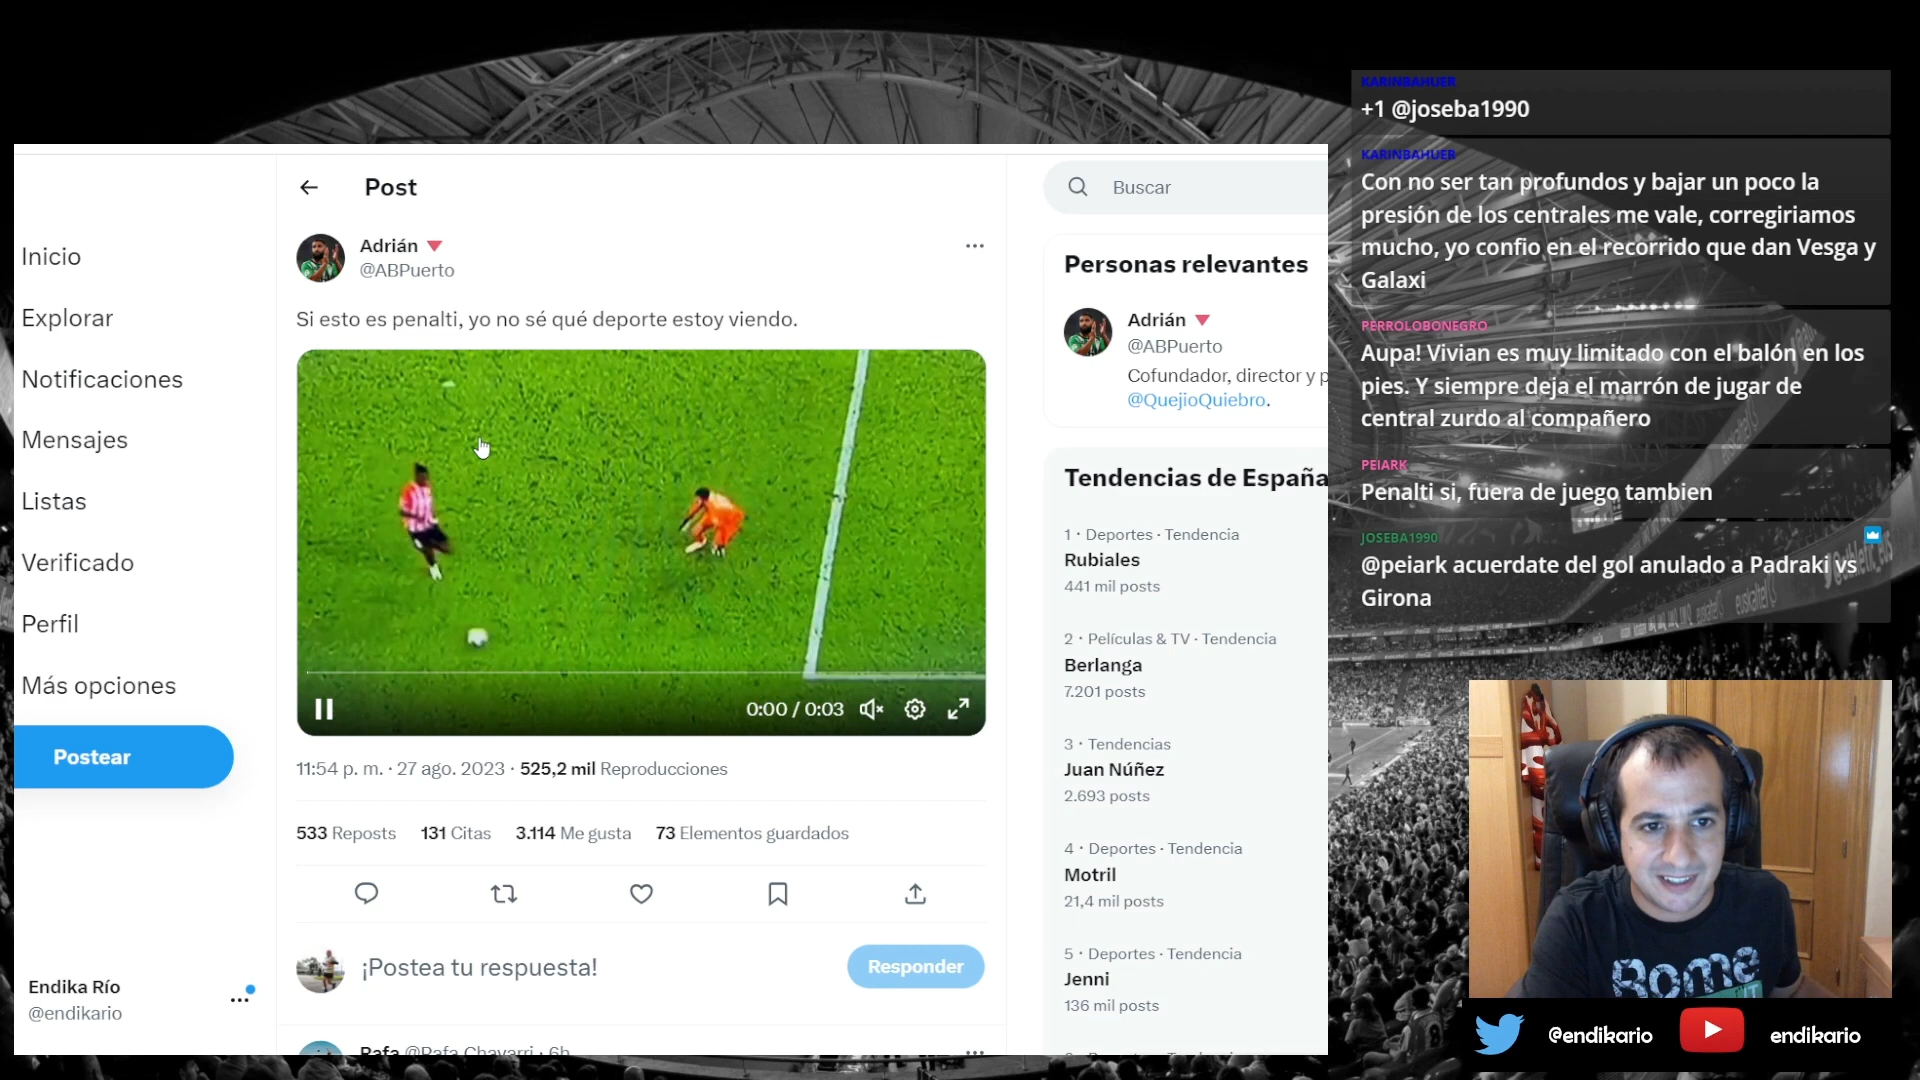 Inicio
Explorar
Notificaciones
Mensajes
Listas
Verificado
Perfil
Más opciones
Postear
Endika Río
@endikario
Post
Adrián
@ABPuerto
Si esto es penalti, yo no sé qué deporte estoy viendo.
0:00 / 0:03
11:54 p. m. · 27 ago. 2023 · 525,2 mil Reproducciones
533 Reposts 131 Citas 3.114 Me gusta 73 Elementos guardados
¡Postea tu respuesta!
Responder
Rafa @Rafa_Chavarri · 6h
Buscar
Personas relevantes
Adrián
@ABPuerto
Cofundador, director y p
@QuejioQuiebro.
Tendencias de España
1 · Deportes · Tendencia
Rubiales
441 mil posts
2 · Películas & TV · Tendencia
Berlanga
7.201 posts
3 · Tendencias
Juan Núñez
2.693 posts
4 · Deportes · Tendencia
Motril
21,4 mil posts
5 · Deportes · Tendencia
Jenni
136 mil posts
KARINBAHUER
+1 @joseba1990
KARINBAHUER
Con no ser tan profundos y bajar un poco la
presión de los centrales me vale, corregiriamos
mucho, yo confio en el recorrido que dan Vesga y
Galaxi
PERROLOBONEGRO
Aupa! Vivian es muy limitado con el balón en los
pies. Y siempre deja el marrón de jugar de
central zurdo al compañero
PEIARK
Penalti si, fuera de juego tambien
JOSEBA1990
@peiark acuerdate del gol anulado a Padraki vs
Girona
Rome
@endikario
endikario